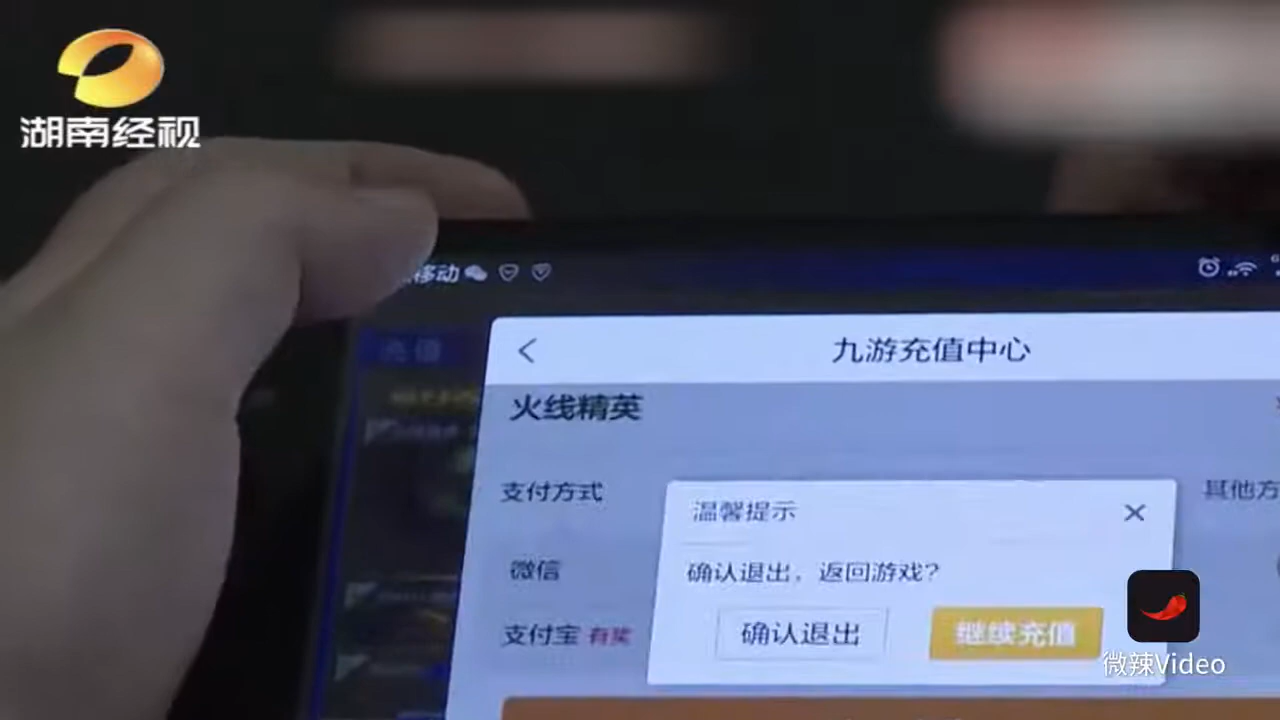 湖南经视
移动
充值
九游充值中心
火线精英
支付方式
其他方
温馨提示
确认退出，返回游戏？
微信
确认退出
继续充值
支付宝 有奖
微辣Video